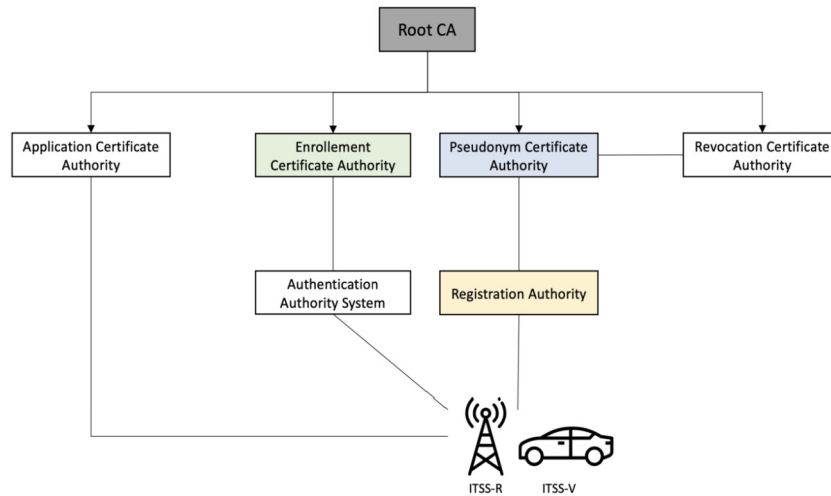 Root CA
Application Certificate
Authority
Enrollement
Certificate Authority
Pseudonym Certificate
Authority
Revocation Certificate
Authority
Authentication
Authority System
Registration Authority
ITSS-R
ITSS-V